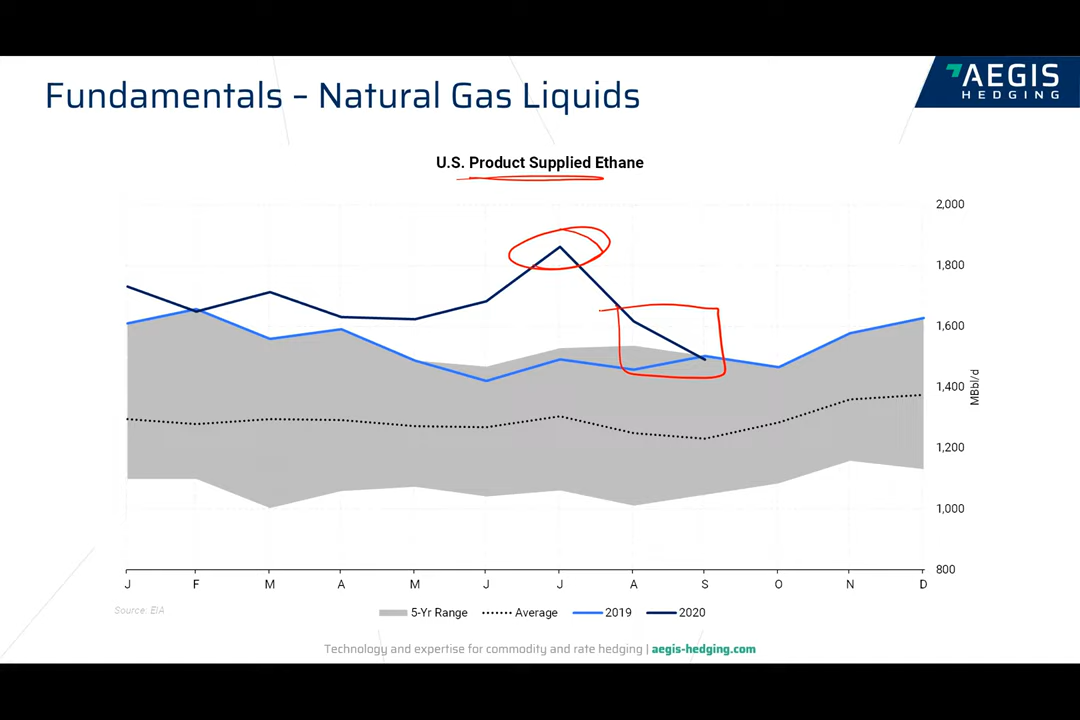 Fundamentals – Natural Gas Liquids
AEGIS
HEDGING
U.S. Product Supplied Ethane
2,000
1,800
1,600
1,400
1,200
1,000
800
MBbl/d
J F M A M J J A S O N D
Source: EIA
5-Yr Range Average 2019 2020
Technology and expertise for commodity and rate hedging | aegis-hedging.com